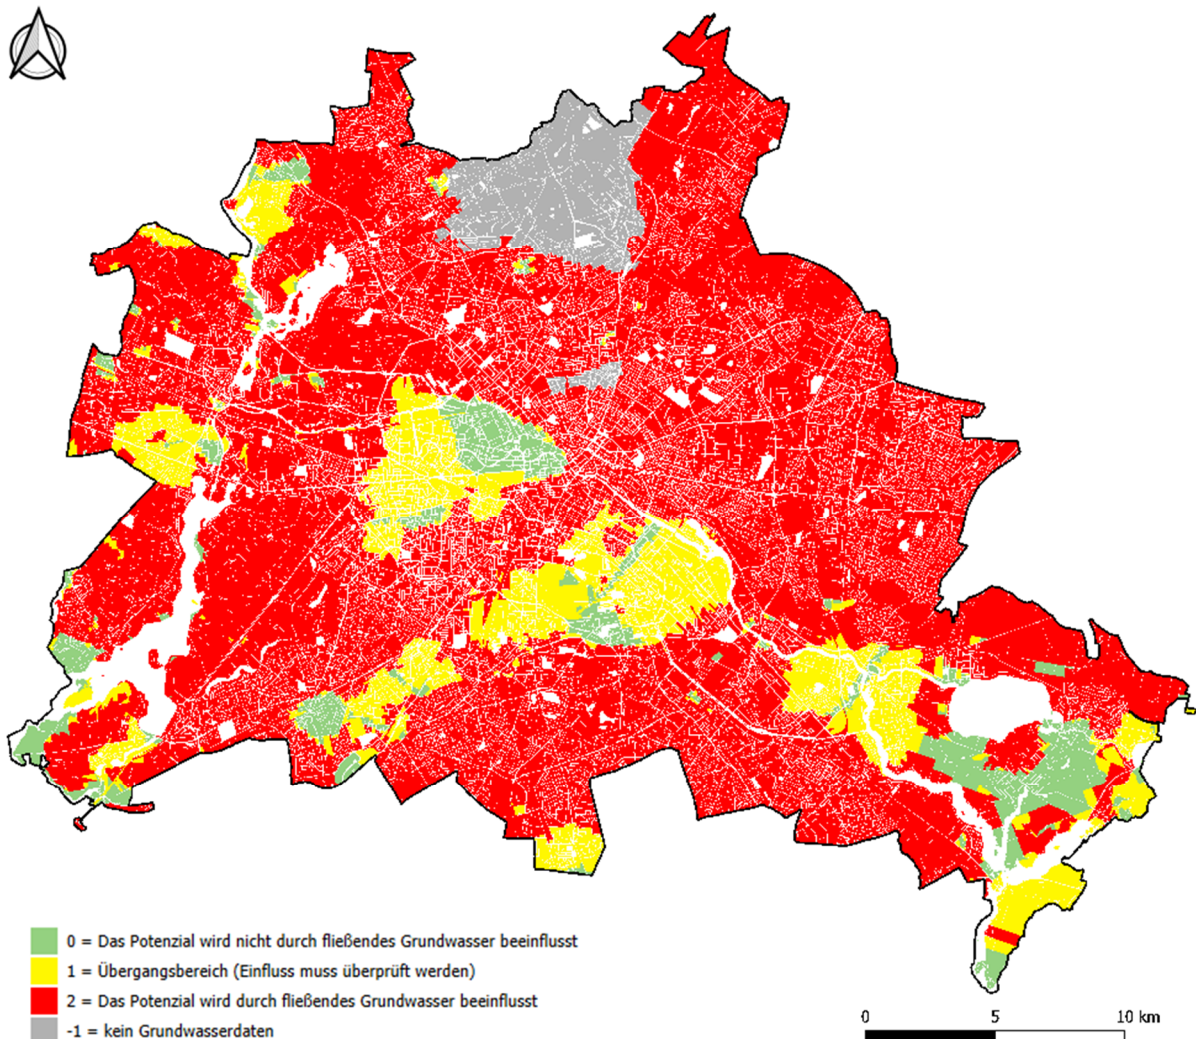 0 = Das Potenzial wird nicht durch fließendes Grundwasser beeinflusst
1 = Übergangsbereich (Einfluss muss überprüft werden)
2 = Das Potenzial wird durch fließendes Grundwasser beeinflusst
-1 = kein Grundwasserdaten
0 5 10 km